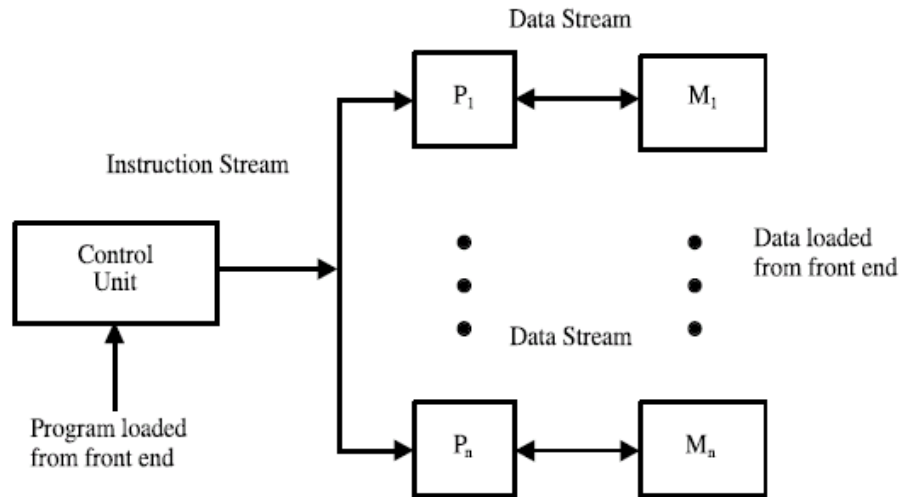 Data Stream
P1
M1
Instruction Stream
Control
Unit
Data loaded
from front end
Data Stream
Program loaded
from front end
Pn
Mn